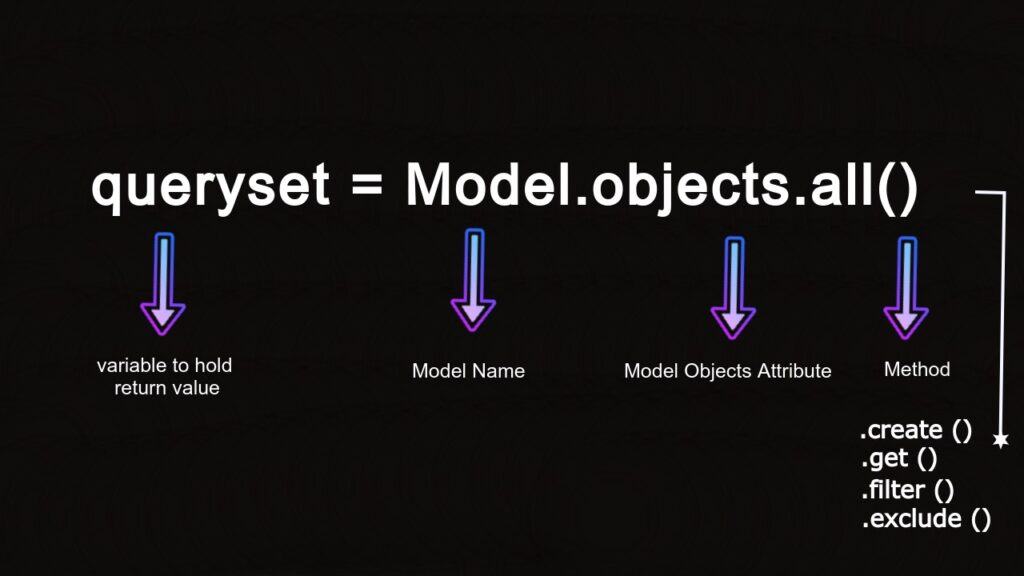 queryset = Model.objects.all()
variable to hold
return value
Model Name
Model Objects Attribute
Method
.create ()
.get ()
.filter ()
.exclude ()